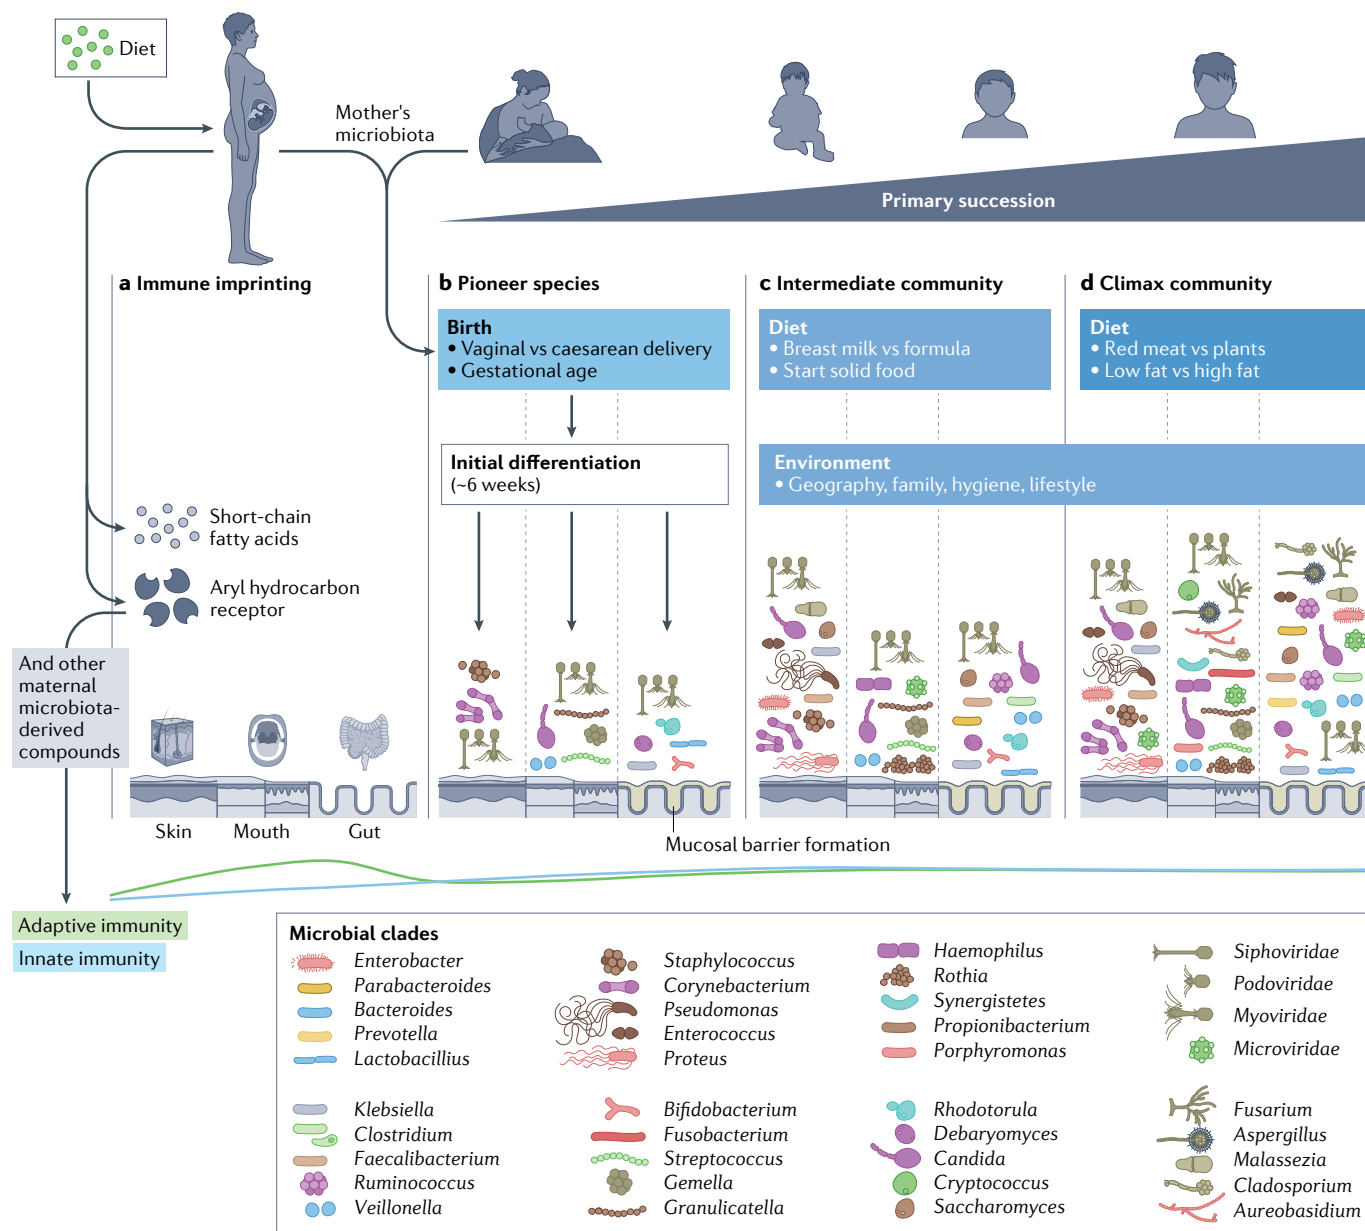 Diet
Mother's
micriobiota
Primary succession
a Immune imprinting
b Pioneer species
c Intermediate community
d Climax community
Birth
• Vaginal vs caesarean delivery
• Gestational age
Diet
• Breast milk vs formula
• Start solid food
Diet
• Red meat vs plants
• Low fat vs high fat
Initial differentiation
(~6 weeks)
Environment
• Geography, family, hygiene, lifestyle
Short-chain
fatty acids
Aryl hydrocarbon
receptor
And other
maternal
microbiota-
derived
compounds
Skin
Mouth
Gut
Mucosal barrier formation
Adaptive immunity
Innate immunity
Microbial clades
Enterobacter
Parabacteroides
Bacteroides
Prevotella
Lactobacillius
Klebsiella
Clostridium
Faecalibacterium
Ruminococcus
Veillonella
Staphylococcus
Corynebacterium
Pseudomonas
Enterococcus
Proteus
Bifidobacterium
Fusobacterium
Streptococcus
Gemella
Granulicatella
Haemophilus
Rothia
Synergistetes
Propionibacterium
Porphyromonas
Rhodotorula
Debaryomyces
Candida
Cryptococcus
Saccharomyces
Siphoviridae
Podoviridae
Myoviridae
Microviridae
Fusarium
Aspergillus
Malassezia
Cladosporium
Aureobasidium